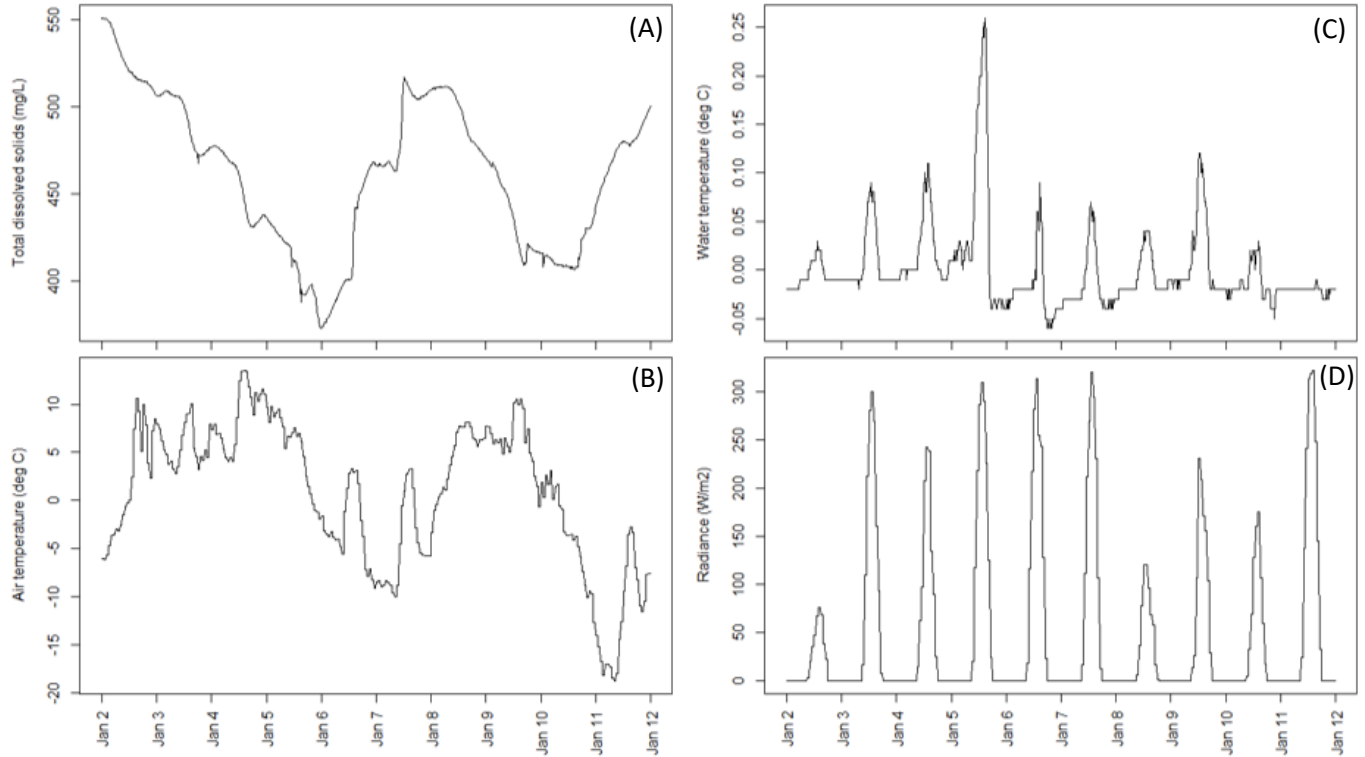 (A)
Total dissolved solids (mg/L)
550
500
450
400
(C)
Water temperature (deg C)
0.25
0.20
0.15
0.10
0.05
0.00
-0.05
(B)
Air temperature (deg C)
10
5
0
-5
-10
-15
-20
Jan 2
Jan 3
Jan 4
Jan 5
Jan 6
Jan 7
Jan 8
Jan 9
Jan 10
Jan 11
Jan 12
(D)
Radiance (W/m2)
300
250
200
150
100
50
0
Jan 2
Jan 3
Jan 4
Jan 5
Jan 6
Jan 7
Jan 8
Jan 9
Jan 10
Jan 11
Jan 12